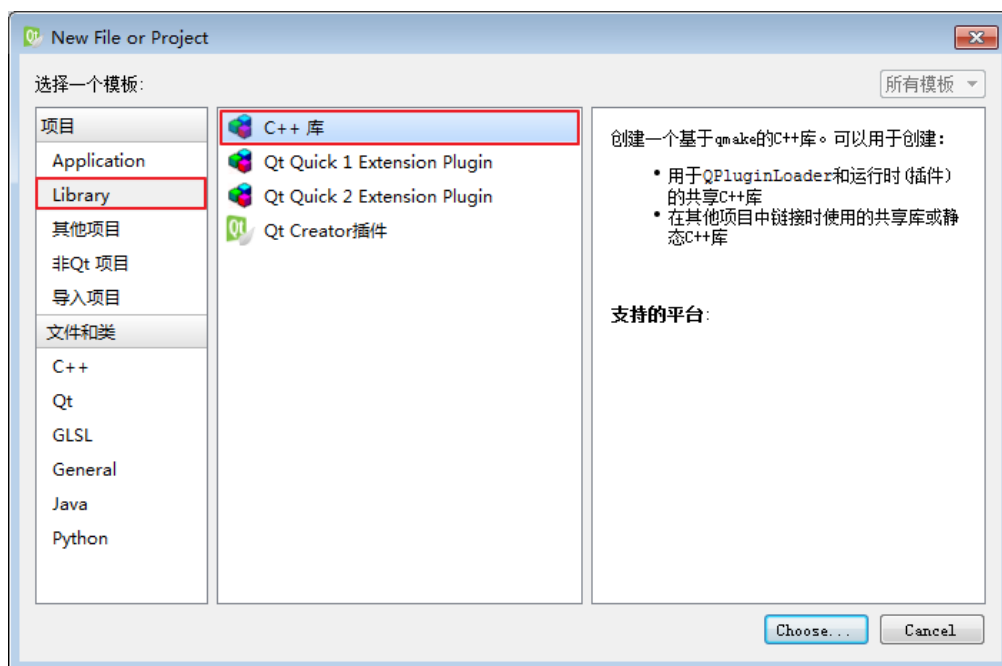 New File or Project
选择一个模板:
所有模板
项目
Application
Library
其他项目
非Qt 项目
导入项目
文件和类
C++
Qt
GLSL
General
Java
Python
C++ 库
Qt Quick 1 Extension Plugin
Qt Quick 2 Extension Plugin
Qt Creator插件
创建一个基于qmake的C++库。可以用于创建:
• 用于QPluginLoader和运行时(插件)
的共享C++库
• 在其他项目中链接时使用的共享库或静
态C++库
支持的平台:
Choose...
Cancel